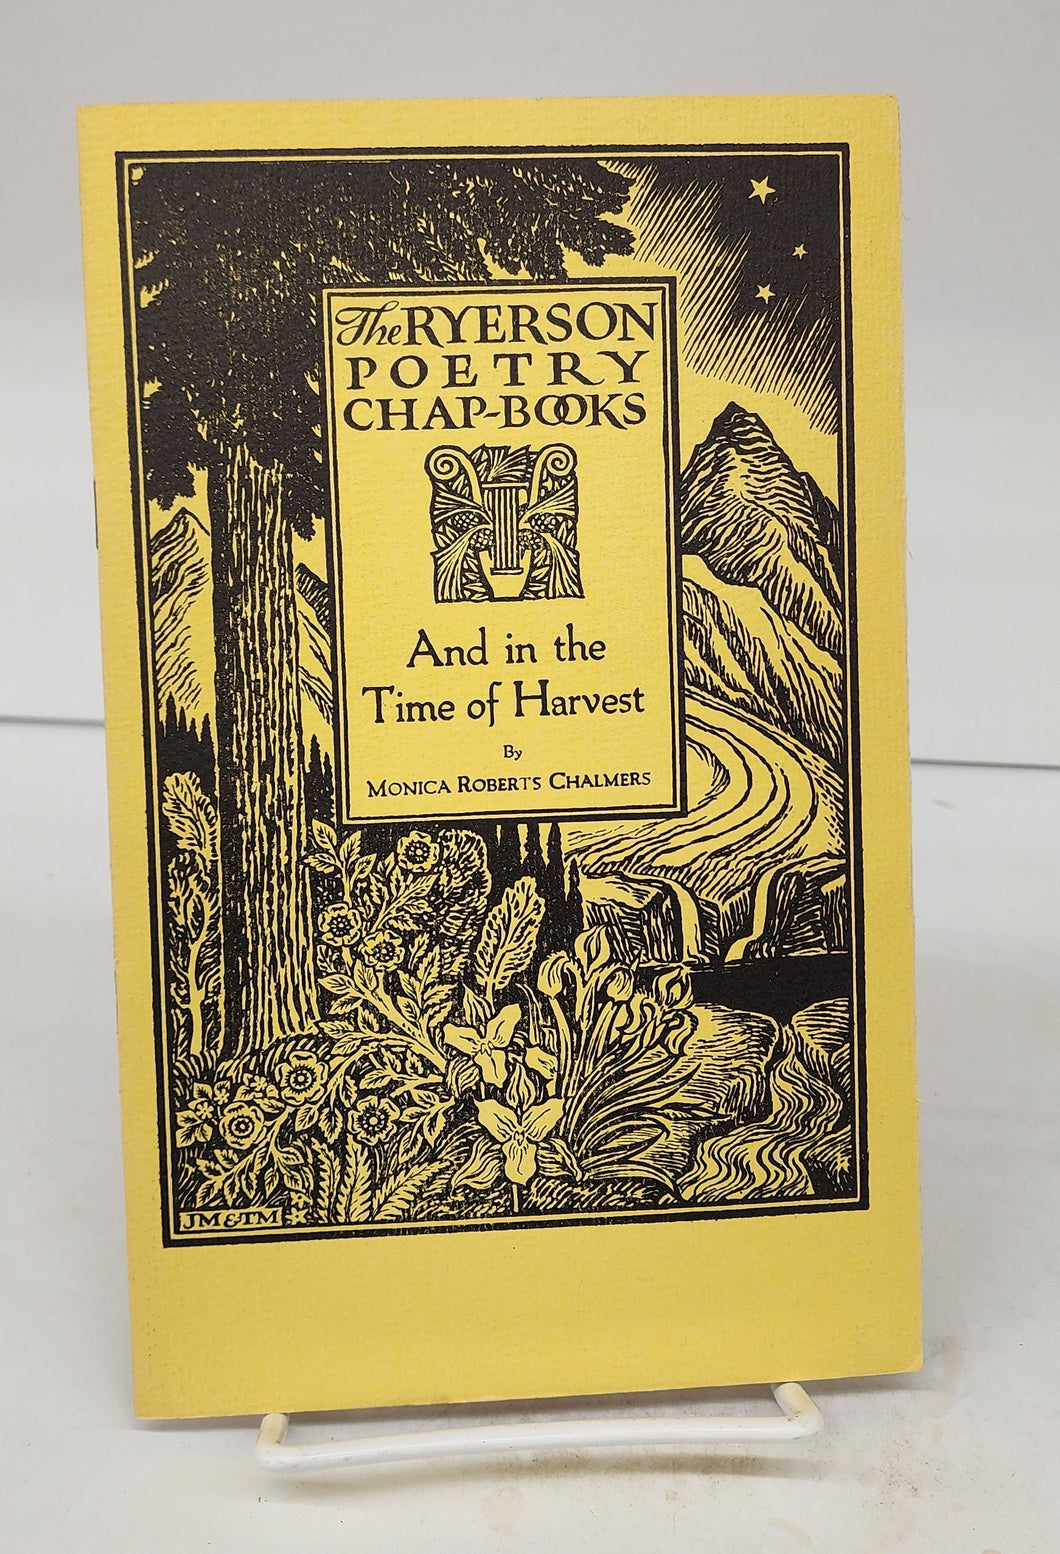 The RYERSON
POETRY
CHAP-BOOKS
And in the
Time of Harvest
By
MONICA ROBERTS CHALMERS
JM & TM